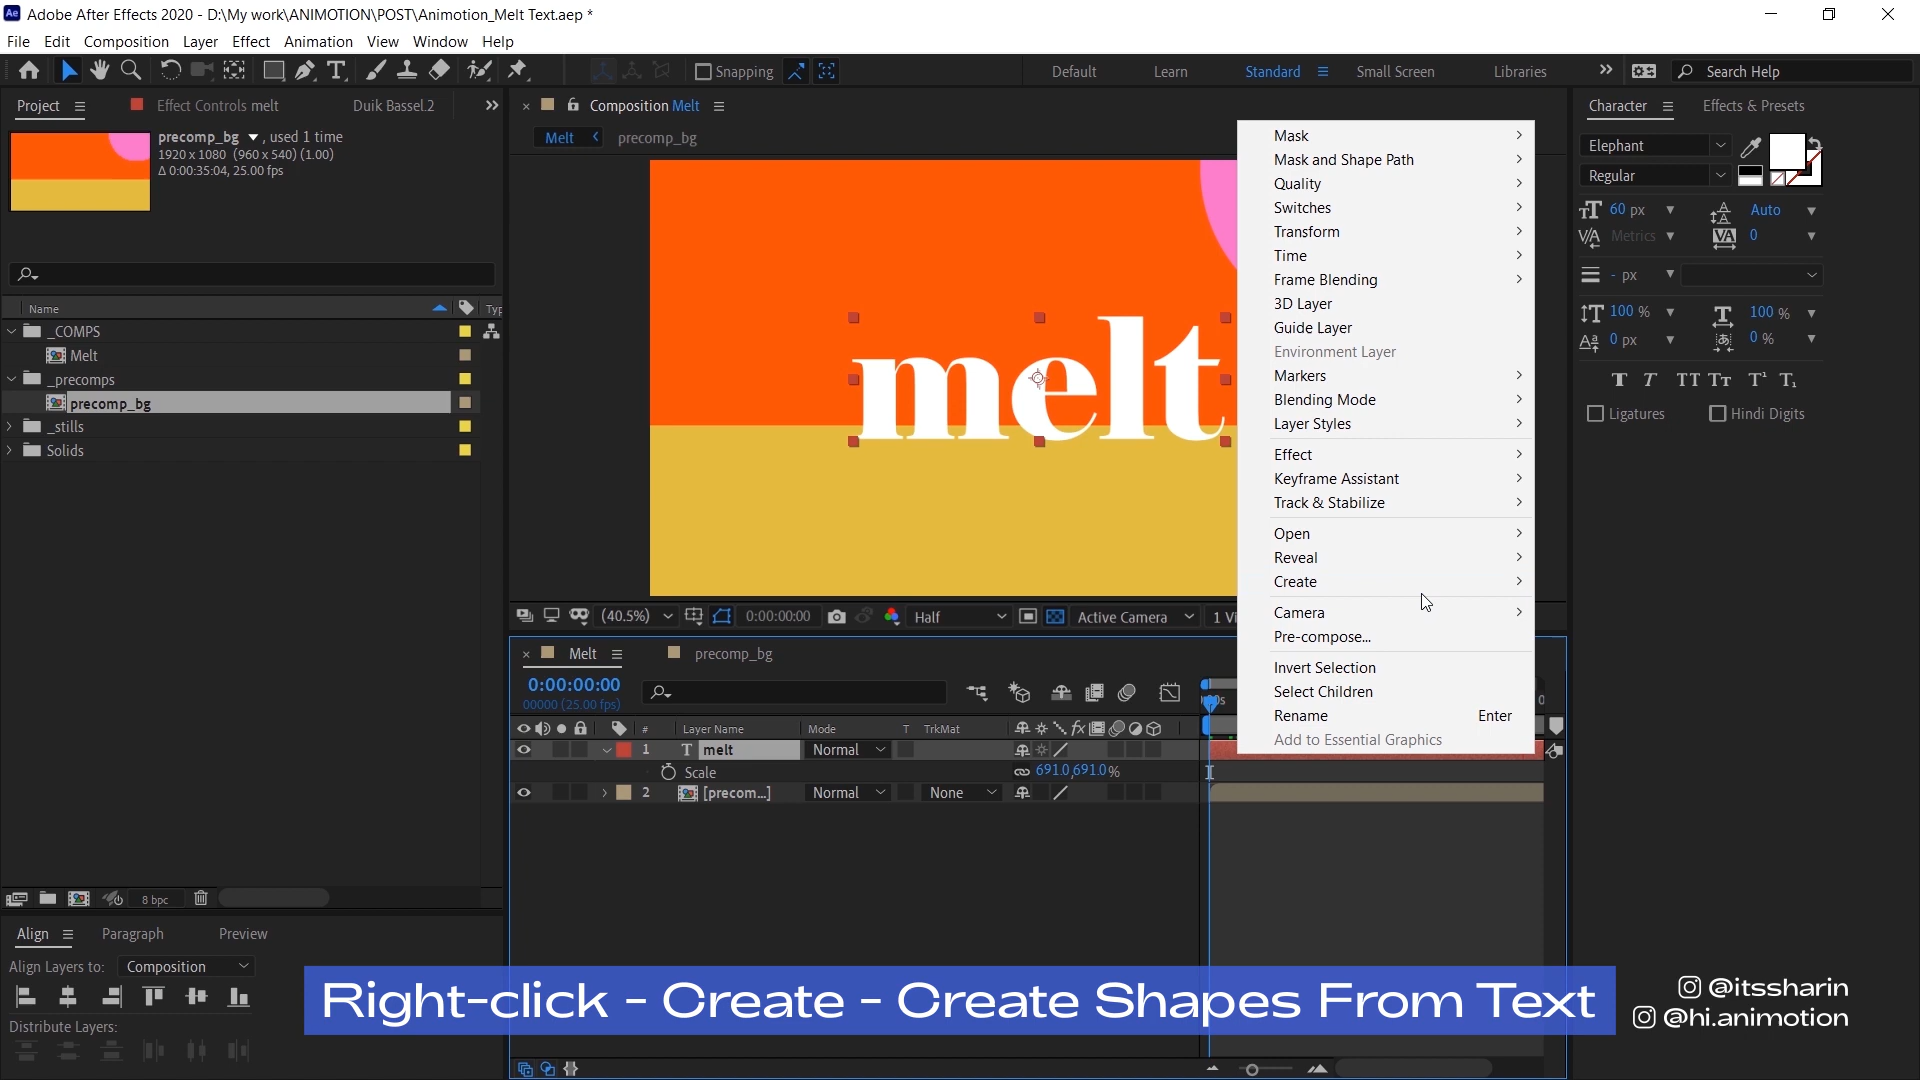 Adobe After Effects 2020 - D:\My work\ANIMOTION\POST\Animotion_Melt Text.aep *
File Edit Composition Layer Effect Animation View Window Help
Snapping
Default Learn Standard Small Screen Libraries Search Help
Project Effect Controls melt Duik Bassel.2
precomp_bg , used 1 time
1920 x 1080 (960 x 540) (1.00)
Δ 0:00:35:04, 25.00 fps
Name Typ
_COMPS
Melt
_precomps
precomp_bg
_stills
Solids
8 bpc
Align Paragraph Preview
Align Layers to: Composition
Distribute Layers:
Composition Melt
Melt precomp_bg
melt
(40.5%) 0:00:00:00 Half Active Camera 1 Vi
Mask
Mask and Shape Path
Quality
Switches
Transform
Time
Frame Blending
3D Layer
Guide Layer
Environment Layer
Markers
Blending Mode
Layer Styles
Effect
Keyframe Assistant
Track & Stabilize
Open
Reveal
Create
Camera
Pre-compose...
Invert Selection
Select Children
Rename Enter
Add to Essential Graphics
Character Effects & Presets
Elephant
Regular
60 px Auto
Metrics 0
- px
100 % 100 %
0 px 0 %
Ligatures Hindi Digits
Melt precomp_bg
0:00:00:00
00000 (25.00 fps)
# Layer Name Mode T TrkMat
1 T melt Normal
Scale 691.0,691.0%
2 [precom...] Normal None
Right-click - Create - Create Shapes From Text
@itssharin
@hi.animotion